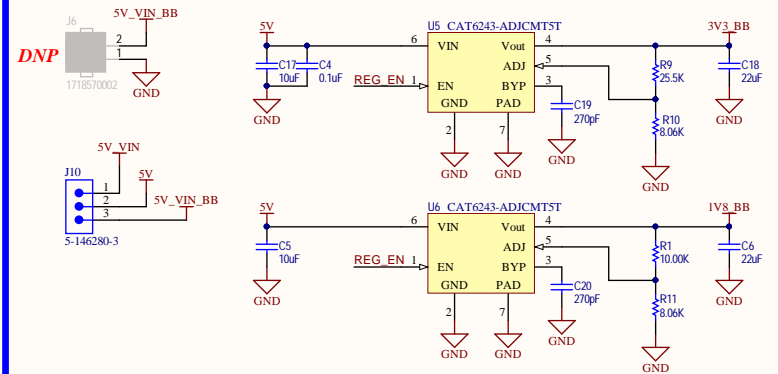 J6
5V_VIN_BB
DNP
2
1
1718570002
GND
5V_VIN
J10
5V
5V_VIN_BB
1
2
3
5-146280-3
5V
C17
10uF
C4
0.1uF
GND
REG_EN
U5 CAT6243-ADJCMT5T
6 VIN Vout 4
ADJ 5
1 EN BYP 3
GND PAD
2 7
GND GND
C19
270pF
GND
3V3_BB
R9
25.5K
C18
22uF
GND
R10
8.06K
GND
5V
C5
10uF
GND
REG_EN
U6 CAT6243-ADJCMT5T
6 VIN Vout 4
ADJ 5
1 EN BYP 3
GND PAD
2 7
GND GND
C20
270pF
GND
1V8_BB
R1
10.00K
C6
22uF
GND
R11
8.06K
GND